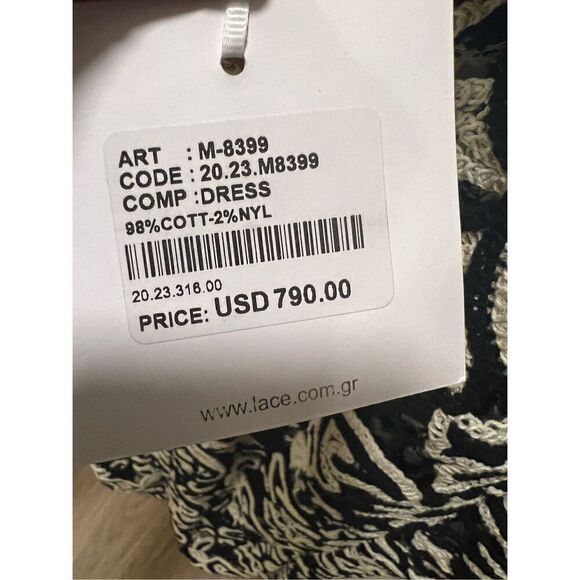 ART : M-8399
CODE : 20.23.M8399
COMP :DRESS
98%COTT-2%NYL
20.23.316.00
PRICE: USD 790.00
www.lace.com.gr